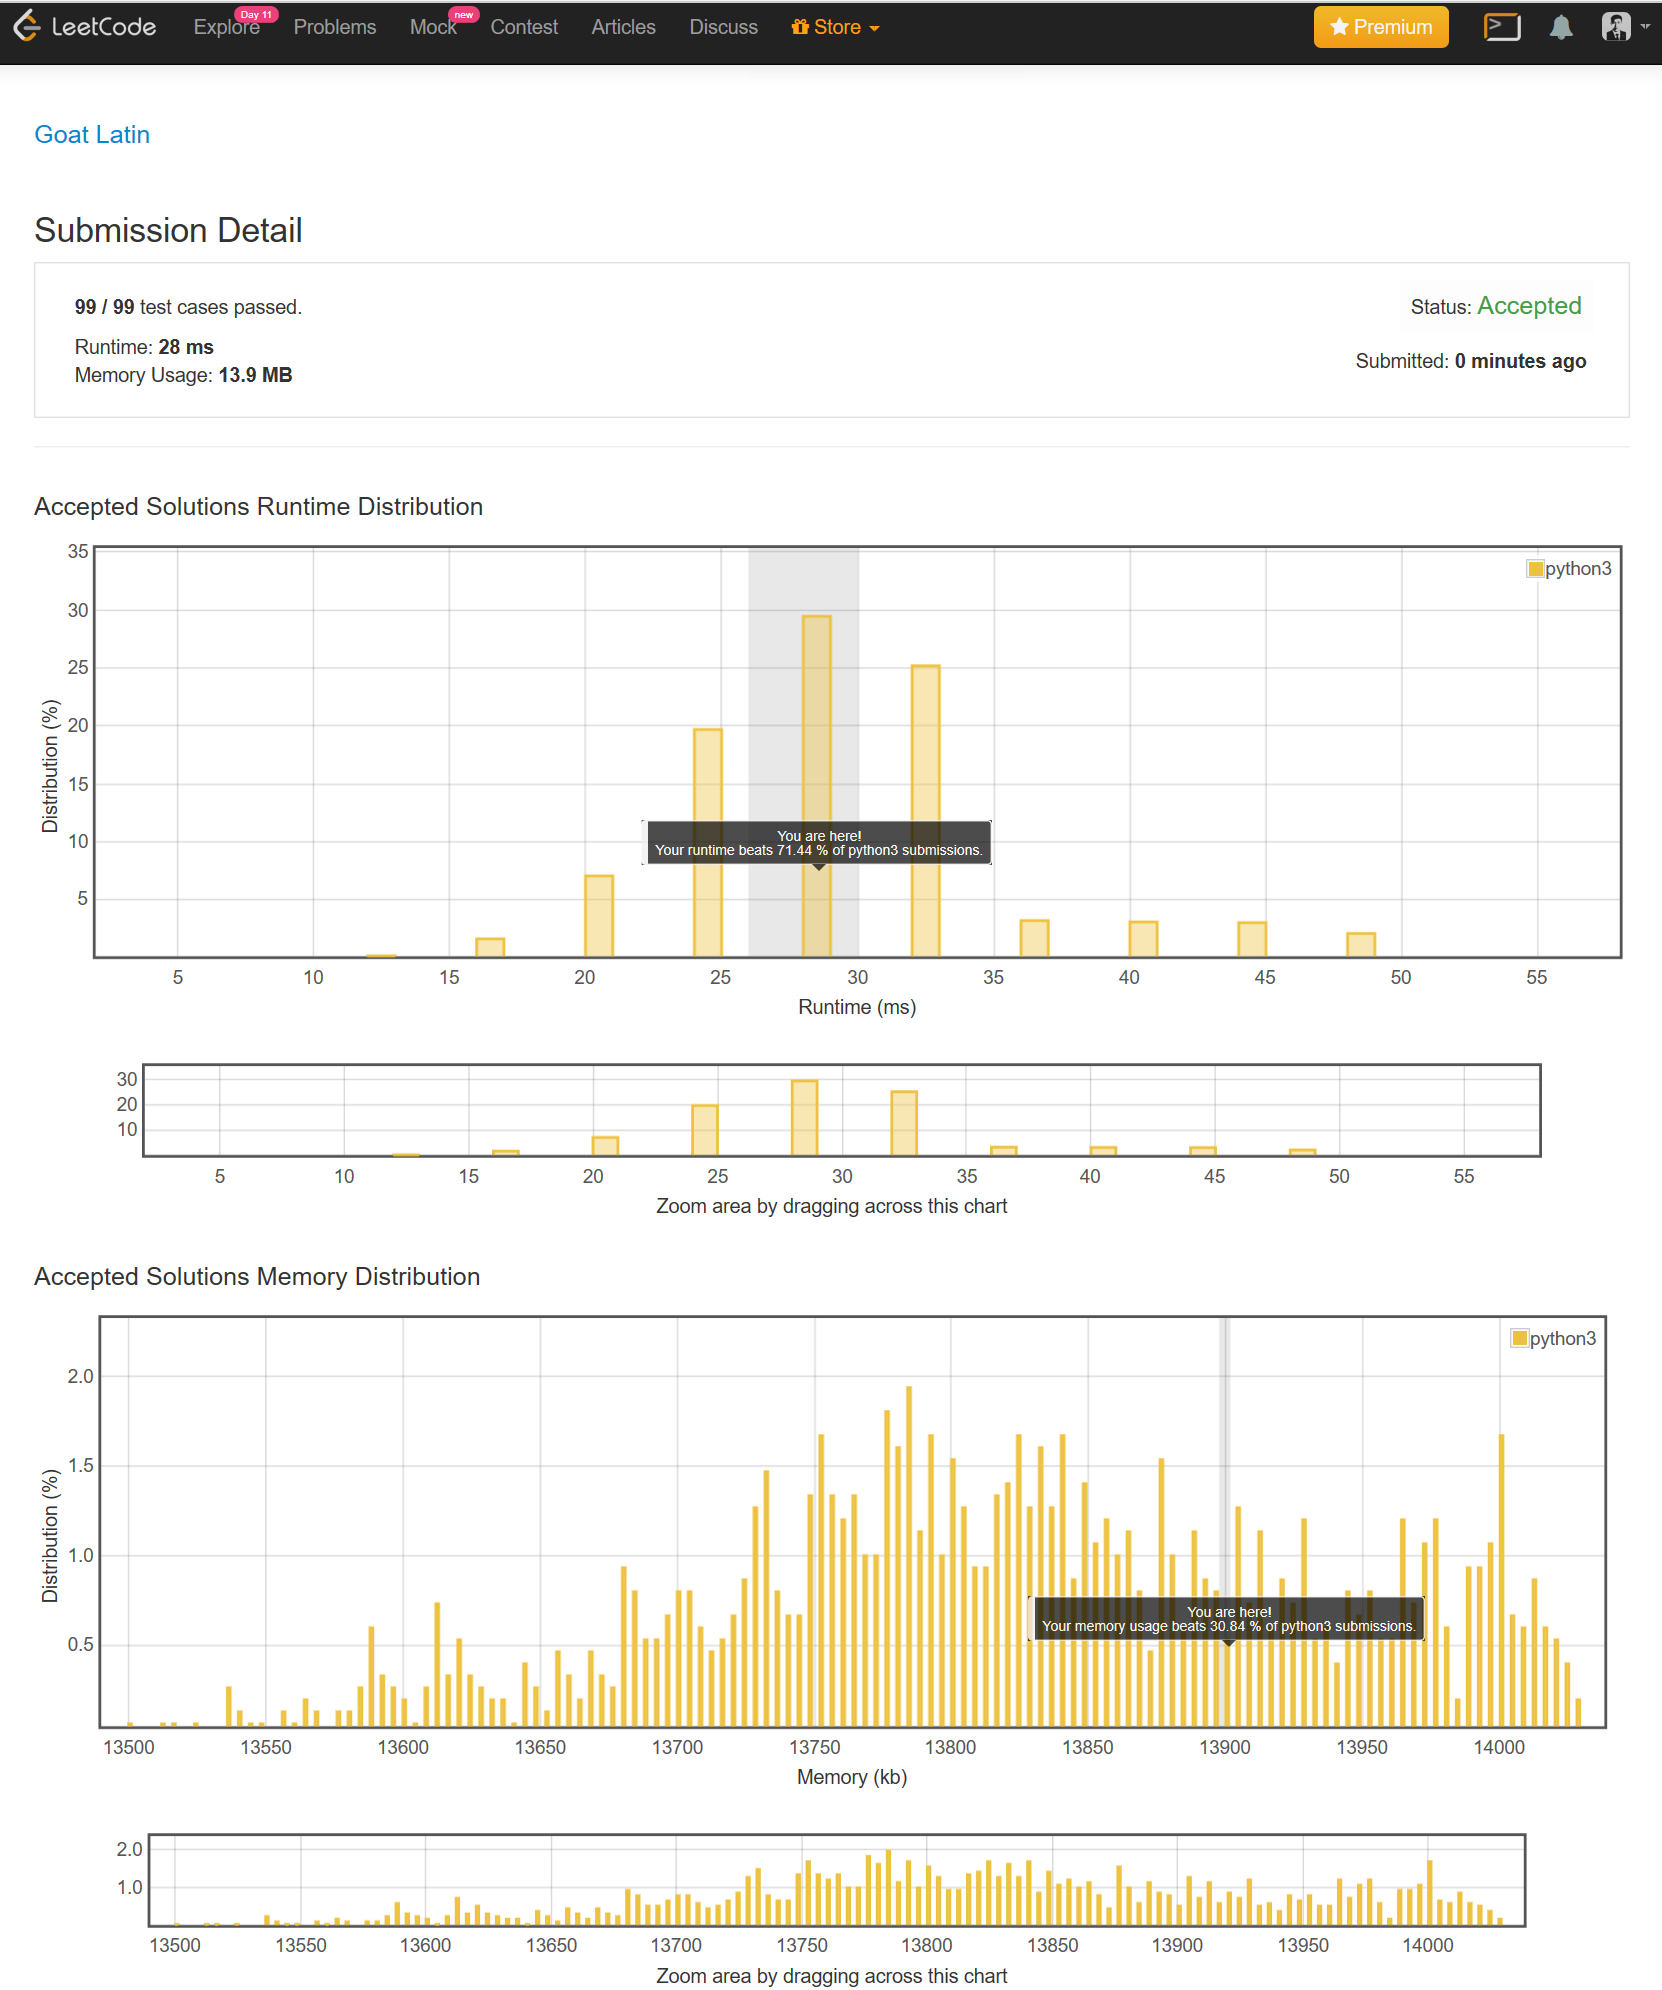 LeetCode Explore Day 11 Problems Mock new Contest Articles Discuss Store Premium
Goat Latin
Submission Detail
99 / 99 test cases passed.
Status: Accepted
Runtime: 28 ms
Submitted: 0 minutes ago
Memory Usage: 13.9 MB
Accepted Solutions Runtime Distribution
35
30
25
20
15
10
5
Distribution (%)
python3
You are here!
Your runtime beats 71.44 % of python3 submissions.
5 10 15 20 25 30 35 40 45 50 55
Runtime (ms)
30
20
10
5 10 15 20 25 30 35 40 45 50 55
Zoom area by dragging across this chart
Accepted Solutions Memory Distribution
2.0
1.5
1.0
0.5
Distribution (%)
python3
You are here!
Your memory usage beats 30.84 % of python3 submissions.
13500 13550 13600 13650 13700 13750 13800 13850 13900 13950 14000
Memory (kb)
2.0
1.0
13500 13550 13600 13650 13700 13750 13800 13850 13900 13950 14000
Zoom area by dragging across this chart